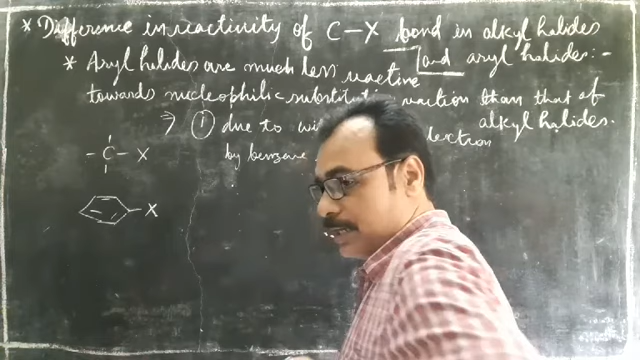 * Difference in reactivity of C-X bond in alkyl halides
and aryl halides:-
* Aryl halides are much less reactive
towards nucleophilic substitution reaction than that of
alkyl halides.
⇒ ① due to
by benzene
- C - X
X